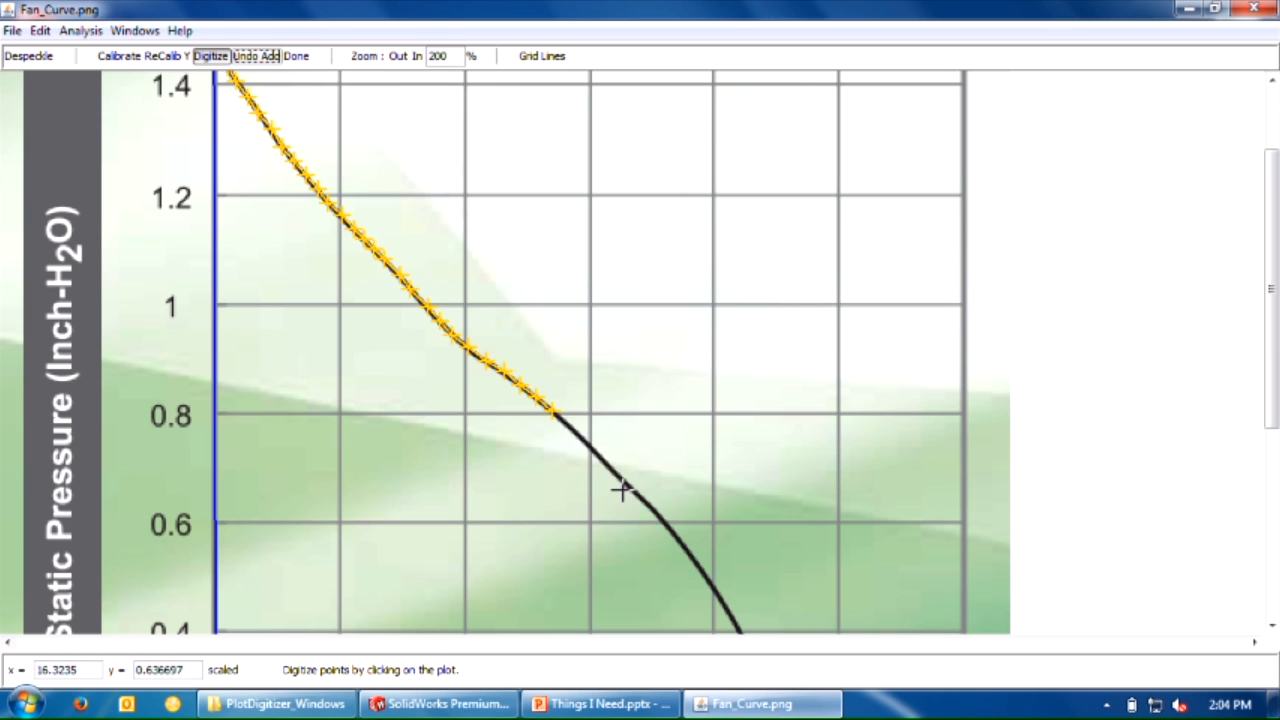 Fan_Curve.png
File Edit Analysis Windows Help
Despeckle Calibrate ReCalib Y Digitize Undo Add Done Zoom : Out In 200 % Grid Lines
1.4
1.2
1
0.8
0.6
0.4
Static Pressure (Inch-H2O)
x = 16.3235 y = 0.636697 scaled Digitize points by clicking on the plot.
PlotDigitizer_Windows SolidWorks Premium... Things I Need.pptx - ... Fan_Curve.png 2:04 PM